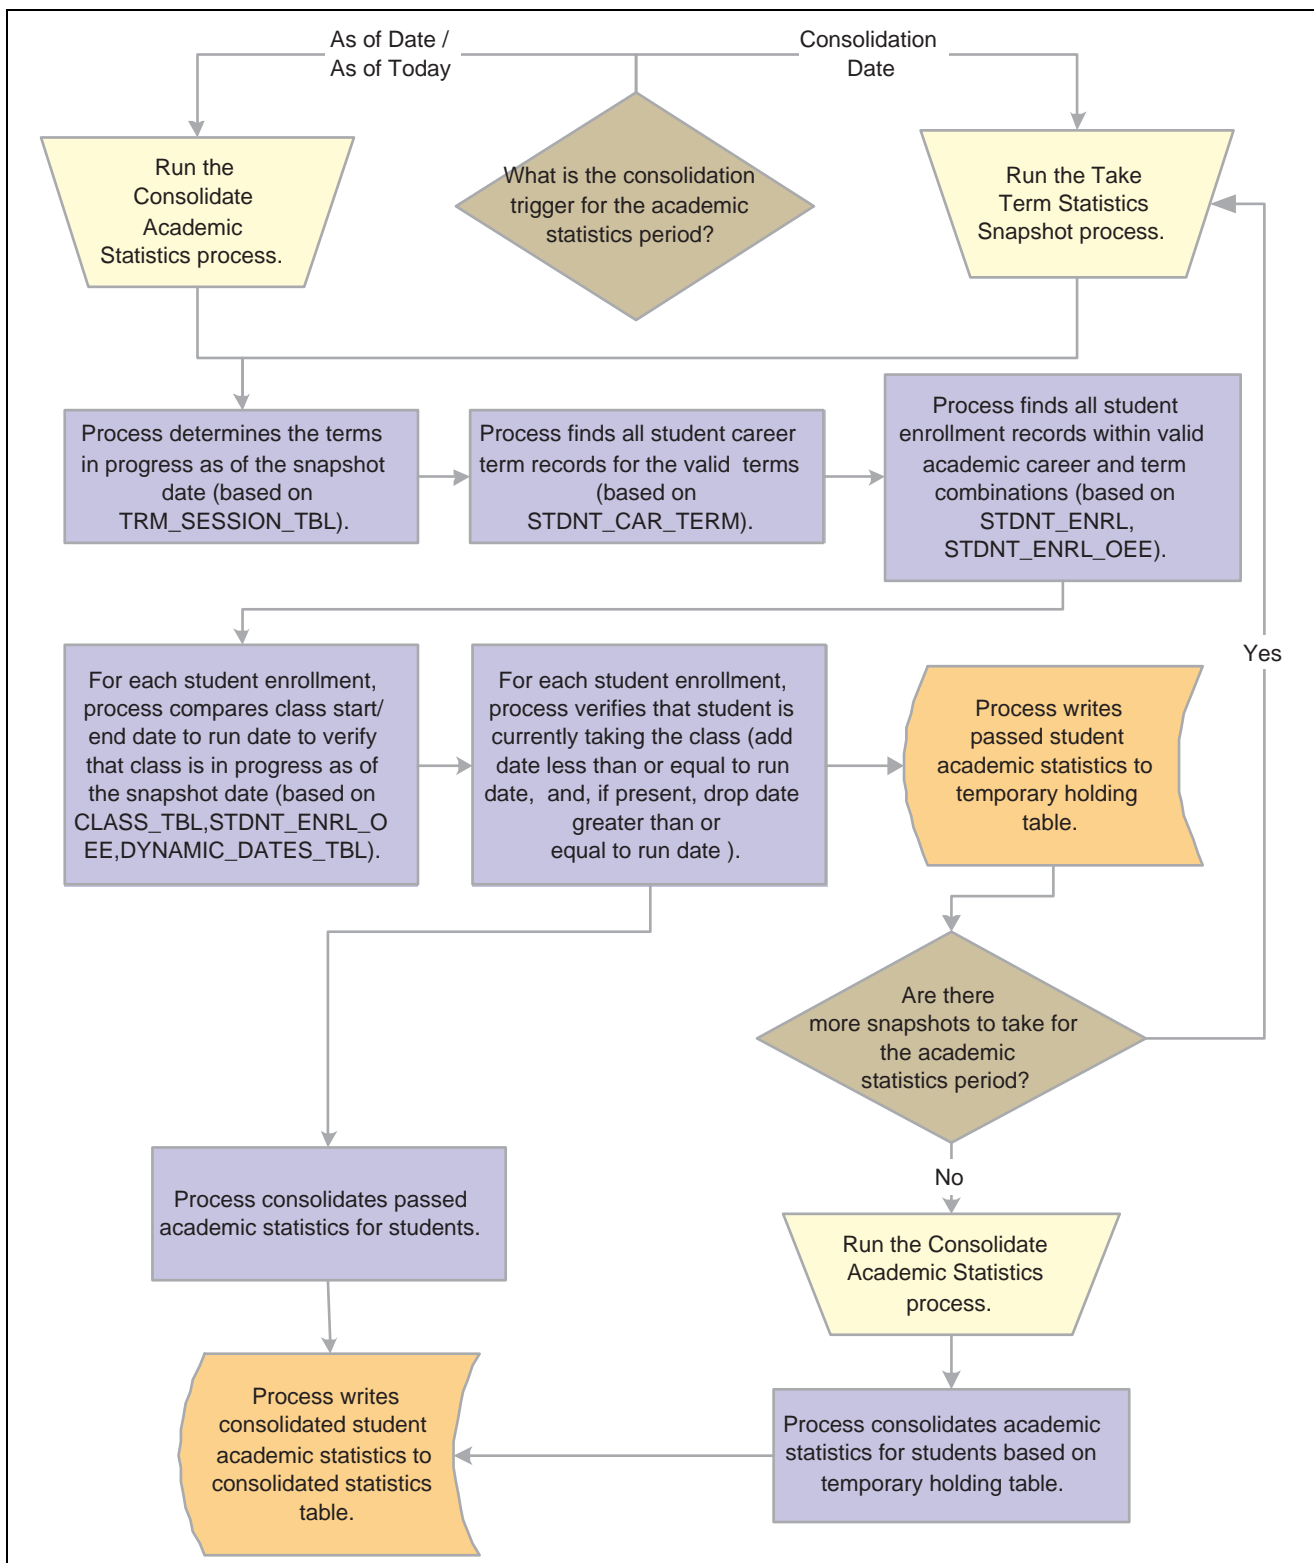 As of Date /
As of Today
Consolidation
Date
Run the
Consolidate
Academic
Statistics process.
What is the consolidation
trigger for the academic
statistics period?
Run the Take
Term Statistics
Snapshot process.
Process determines the terms
in progress as of the snapshot
date (based on
TRM_SESSION_TBL).
Process finds all student career
term records for the valid terms
(based on
STDNT_CAR_TERM).
Process finds all student
enrollment records within valid
academic career and term
combinations (based on
STDNT_ENRL,
STDNT_ENRL_OEE).
Yes
For each student enrollment,
process compares class start/
end date to run date to verify
that class is in progress as of
the snapshot date (based on
CLASS_TBL,STDNT_ENRL_O
EE,DYNAMIC_DATES_TBL).
For each student enrollment,
process verifies that student is
currently taking the class (add
date less than or equal to run
date, and, if present, drop date
greater than or
equal to run date ).
Process writes
passed student
academic statistics to
temporary holding
table.
Are there
more snapshots to take for
the academic
statistics period?
No
Process consolidates passed
academic statistics for students.
Run the Consolidate
Academic Statistics
process.
Process writes
consolidated student
academic statistics to
consolidated statistics
table.
Process consolidates academic
statistics for students based on
temporary holding table.